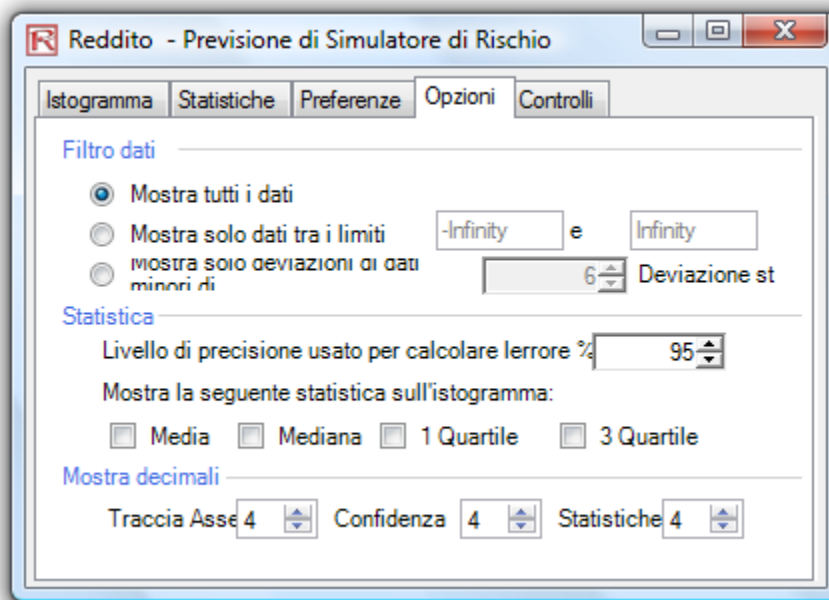 Reddito - Previsione di Simulatore di Rischio
Istogramma Statistiche Preferenze Opzioni Controlli
Filtro dati
Mostra tutti i dati
Mostra solo dati tra i limiti -Infinity e Infinity
Mostra solo deviazioni di dati
minori di 6 Deviazione st
Statistica
Livello di precisione usato per calcolare lerrore % 95
Mostra la seguente statistica sull'istogramma:
Media Mediana 1 Quartile 3 Quartile
Mostra decimali
Traccia Asse 4 Confidenza 4 Statistiche 4